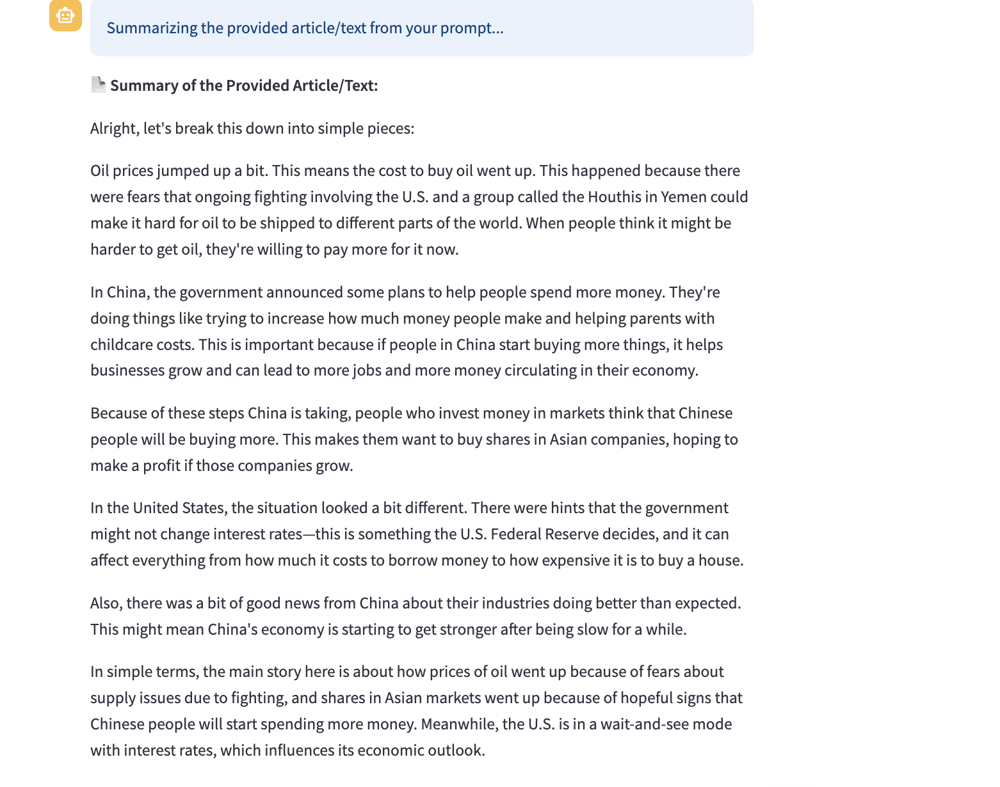 Summarizing the provided article/text from your prompt...
Summary of the Provided Article/Text:
Alright, let's break this down into simple pieces:
Oil prices jumped up a bit. This means the cost to buy oil went up. This happened because there
were fears that ongoing fighting involving the U.S. and a group called the Houthis in Yemen could
make it hard for oil to be shipped to different parts of the world. When people think it might be
harder to get oil, they're willing to pay more for it now.
In China, the government announced some plans to help people spend more money. They're
doing things like trying to increase how much money people make and helping parents with
childcare costs. This is important because if people in China start buying more things, it helps
businesses grow and can lead to more jobs and more money circulating in their economy.
Because of these steps China is taking, people who invest money in markets think that Chinese
people will be buying more. This makes them want to buy shares in Asian companies, hoping to
make a profit if those companies grow.
In the United States, the situation looked a bit different. There were hints that the government
might not change interest rates—this is something the U.S. Federal Reserve decides, and it can
affect everything from how much it costs to borrow money to how expensive it is to buy a house.
Also, there was a bit of good news from China about their industries doing better than expected.
This might mean China's economy is starting to get stronger after being slow for a while.
In simple terms, the main story here is about how prices of oil went up because of fears about
supply issues due to fighting, and shares in Asian markets went up because of hopeful signs that
Chinese people will start spending more money. Meanwhile, the U.S. is in a wait-and-see mode
with interest rates, which influences its economic outlook.